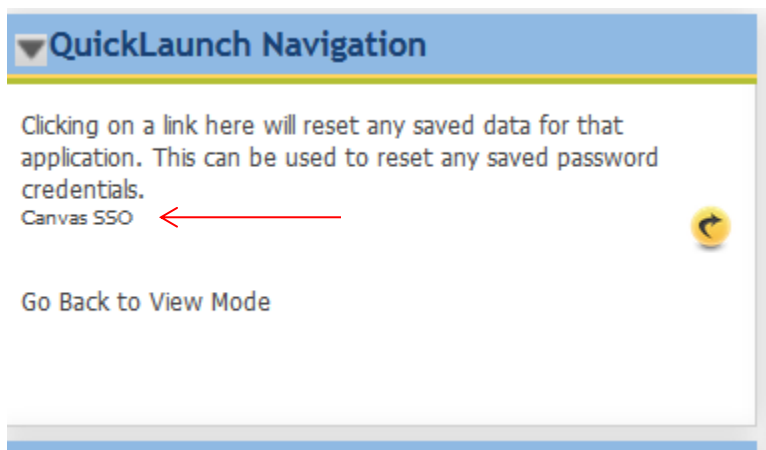 QuickLaunch Navigation
Clicking on a link here will reset any saved data for that
application. This can be used to reset any saved password
credentials.
Canvas SSO
Go Back to View Mode